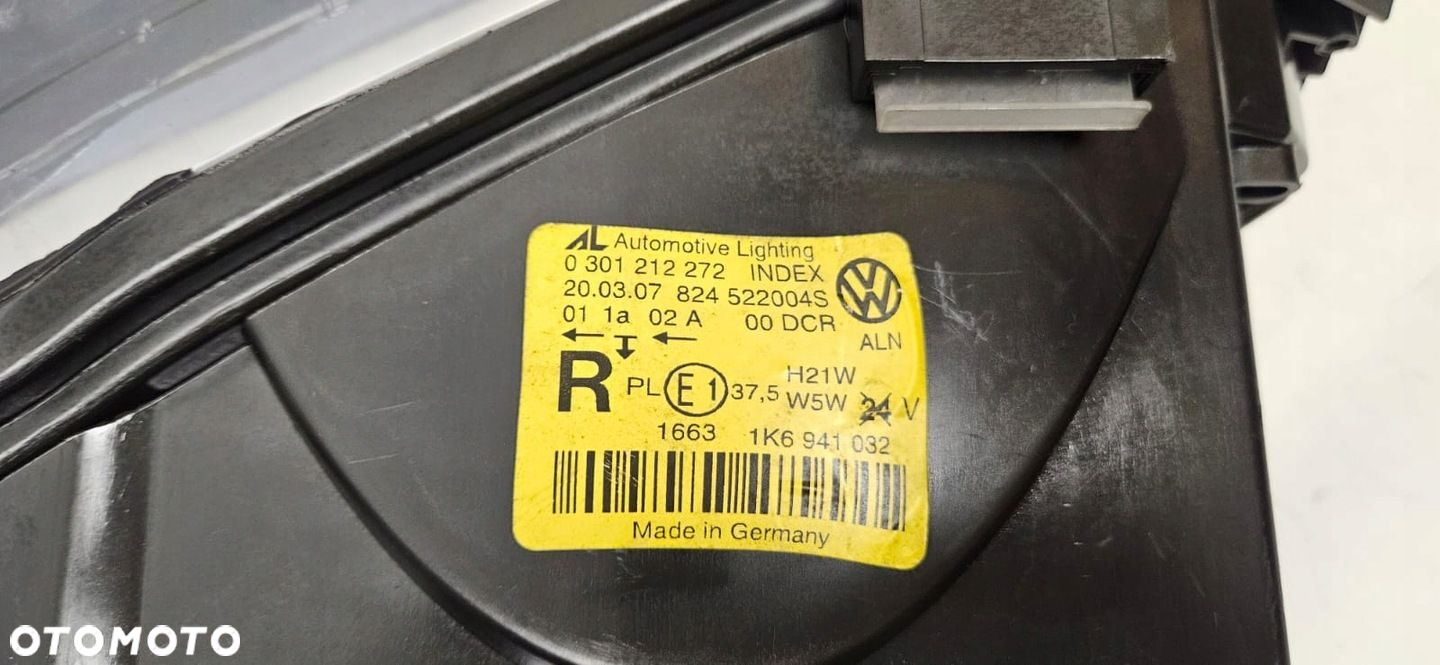 AL Automotive Lighting
0 301 212 272 INDEX
20.03.07 824 522004S
01 1a 02 A 00 DCR
ALN
R PL E1 37,5 H21W
W5W 24 V
1663 1K6 941 032
Made in Germany
OTOMOTO